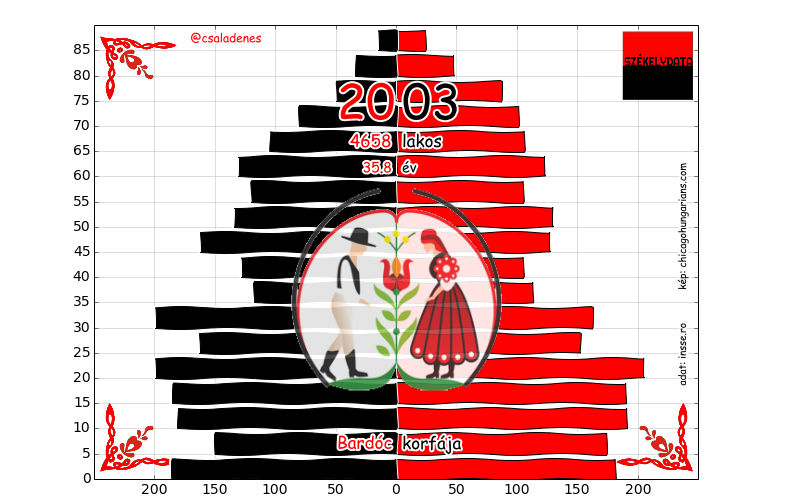 @csaladenes
SZÉKELYDATA
2003
4658 lakos
35.8 év
kép: chicagohungarians.com
adat: insse.ro
Bardóc korfája
85
80
75
70
65
60
55
50
45
40
35
30
25
20
15
10
5
0
200 150 100 50 0 50 100 150 200